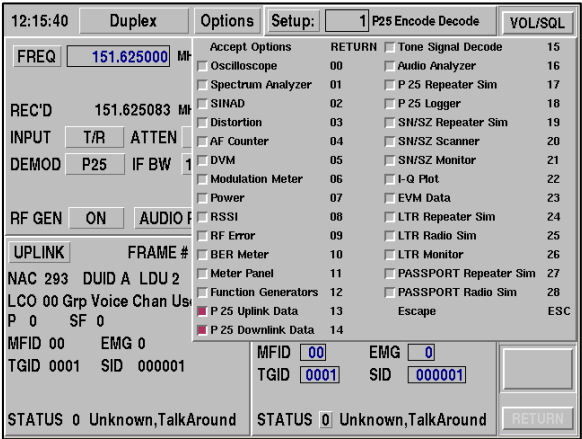 12:15:40 Duplex Options Setup: 1 P25 Encode Decode VOL/SQL
FREQ 151.625000 MH
REC'D 151.625083 MH
INPUT T/R ATTEN
DEMOD P25 IF BW 1
RF GEN ON AUDIO
UPLINK FRAME #
NAC 293 DUID A LDU 2
LCO 00 Grp Voice Chan Use
P 0 SF 0
MFID 00 EMG 0
TGID 0001 SID 000001
STATUS 0 Unknown,TalkAround
Accept Options RETURN
Oscilloscope 00
Spectrum Analyzer 01
SINAD 02
Distortion 03
AF Counter 04
DVM 05
Modulation Meter 06
Power 07
RSSI 08
RF Error 09
BER Meter 10
Meter Panel 11
Function Generators 12
P 25 Uplink Data 13
P 25 Downlink Data 14
Tone Signal Decode 15
Audio Analyzer 16
P 25 Repeater Sim 17
P 25 Logger 18
SN/SZ Repeater Sim 19
SN/SZ Scanner 20
SN/SZ Monitor 21
I-Q Plot 22
EVM Data 23
LTR Repeater Sim 24
LTR Radio Sim 25
LTR Monitor 26
PASSPORT Repeater Sim 27
PASSPORT Radio Sim 28
Escape ESC
MFID 00 EMG 0
TGID 0001 SID 000001
STATUS 0 Unknown,TalkAround
RETURN